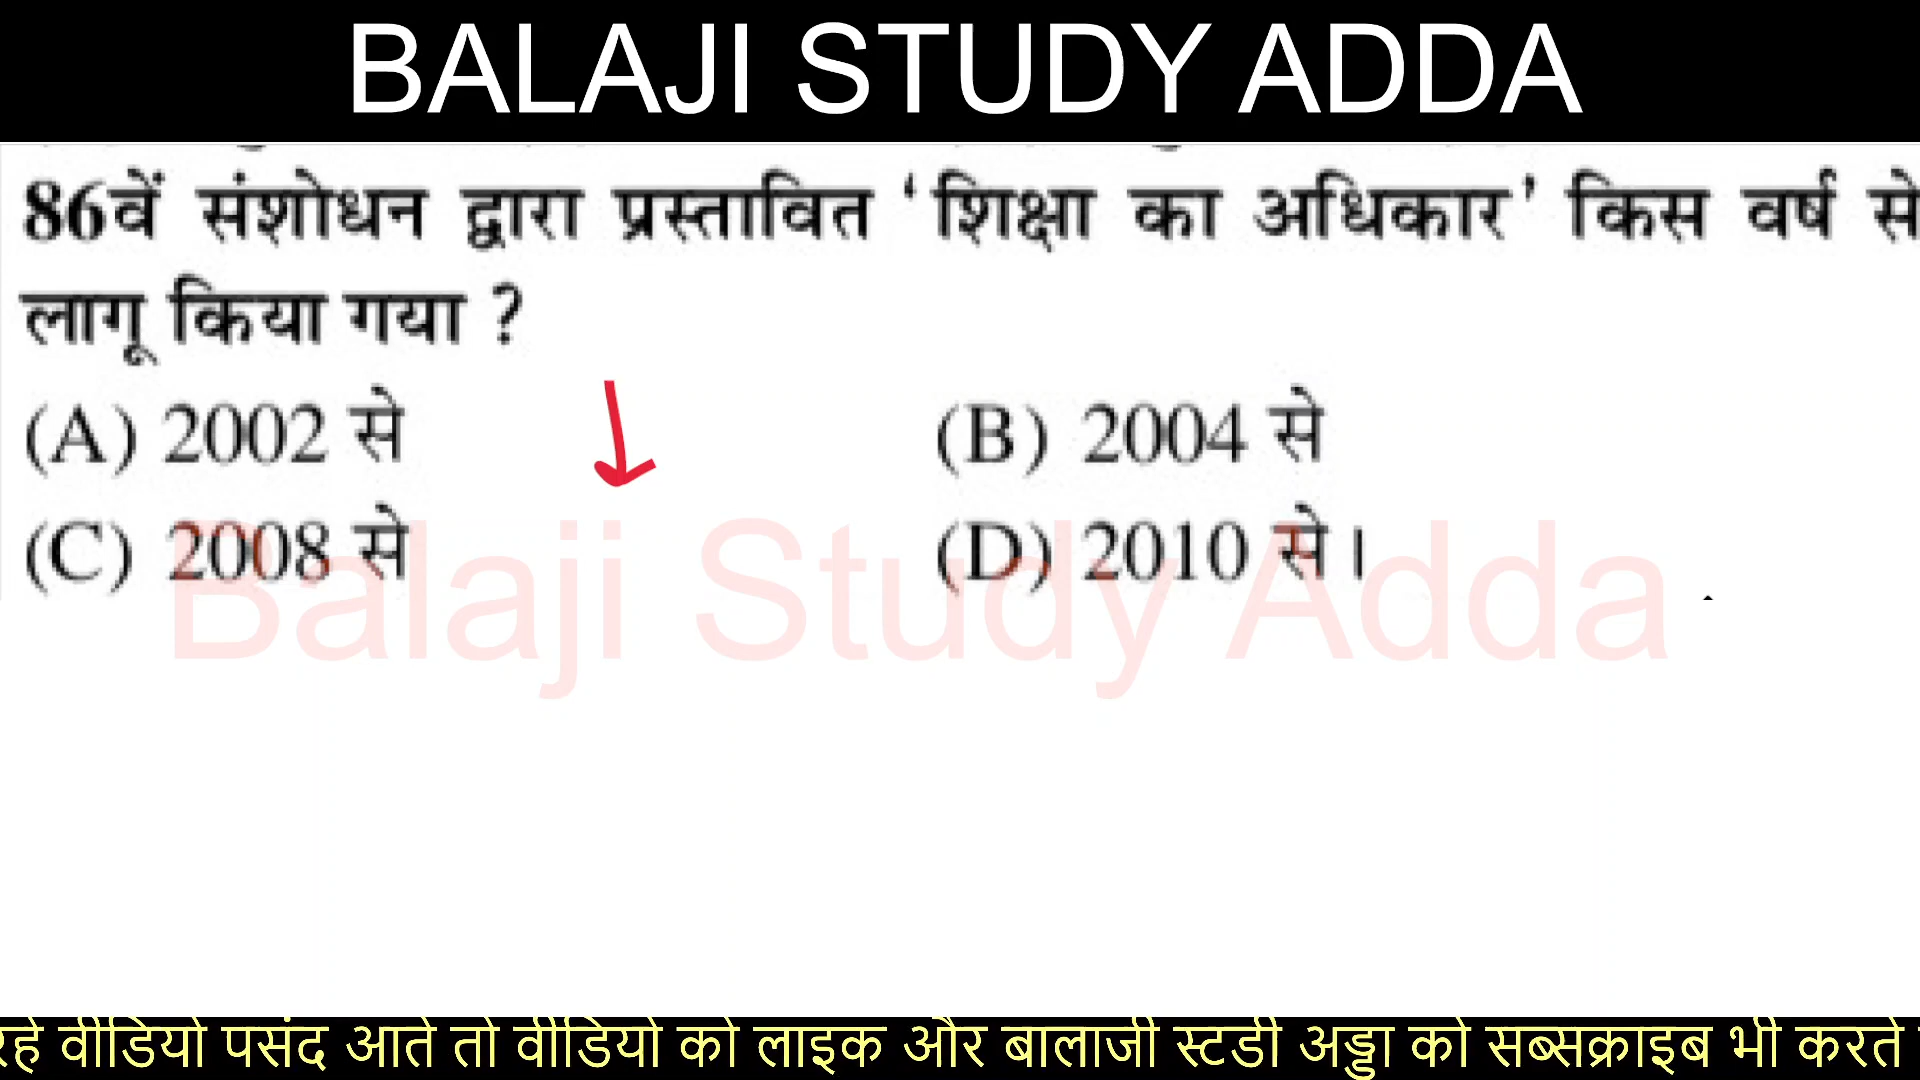 BALAJI STUDY ADDA
86वें संशोधन द्वारा प्रस्तावित ‘शिक्षा का अधिकार’ किस वर्ष से
लागू किया गया ?
(A) 2002 से (B) 2004 से
(C) 2008 से (D) 2010 से।
Balaji Study Adda
रहे वीडियो पसंद आते तो वीडियो को लाइक और बालाजी स्टडी अड्डा को सब्सक्राइब भी करते